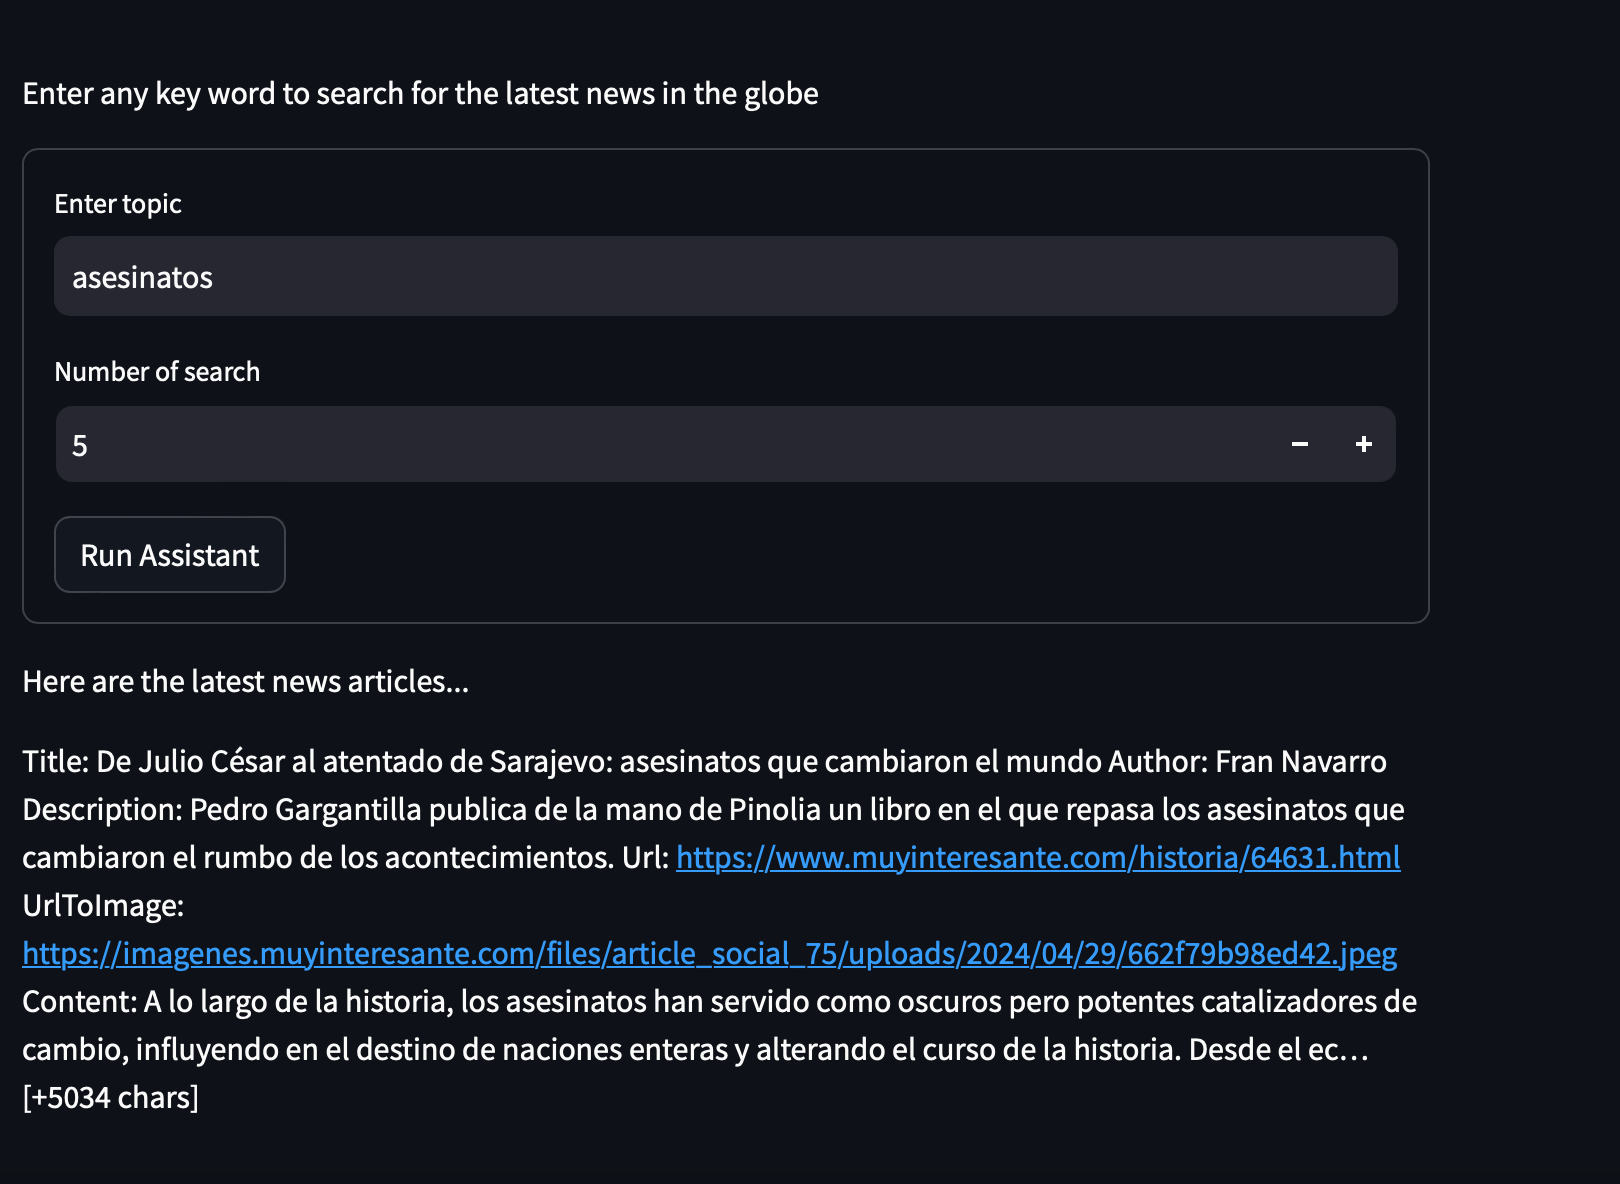 Enter any key word to search for the latest news in the globe
Enter topic
asesinatos
Number of search
5
Run Assistant
Here are the latest news articles...
Title: De Julio César al atentado de Sarajevo: asesinatos que cambiaron el mundo Author: Fran Navarro
Description: Pedro Gargantilla publica de la mano de Pinolia un libro en el que repasa los asesinatos que
cambiaron el rumbo de los acontecimientos. Url: https://www.muyinteresante.com/historia/64631.html
UrlToImage:
https://imagenes.muyinteresante.com/files/article_social_75/uploads/2024/04/29/662f79b98ed42.jpeg
Content: A lo largo de la historia, los asesinatos han servido como oscuros pero potentes catalizadores de
cambio, influyendo en el destino de naciones enteras y alterando el curso de la historia. Desde el ec…
[+5034 chars]